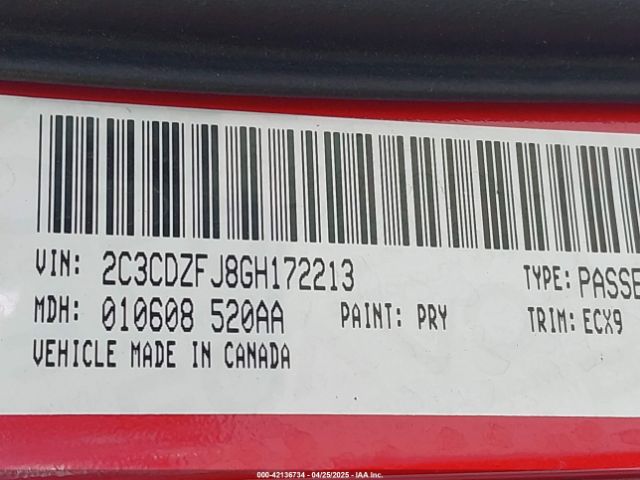 VIN: 2C3CDZFJ8GH172213 TYPE: PASSE
MDH: 010608 520AA PAINT: PRY TRIM: ECX9
VEHICLE MADE IN CANADA
000-42136734 - 04/25/2025 - IAA Inc.